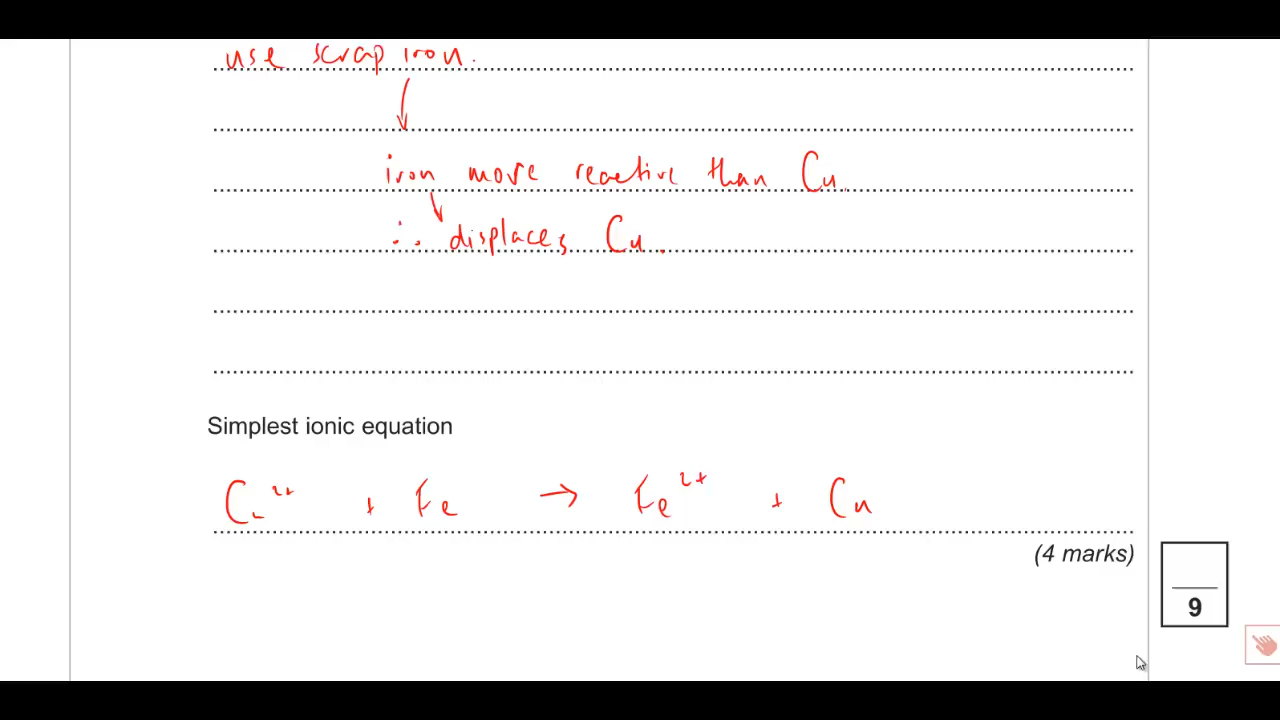 use scrap iron.
iron more reactive than Cu.
∴ displaces Cu.
Simplest ionic equation
Cu²⁺ + Fe → Fe²⁺ + Cu
(4 marks)
9